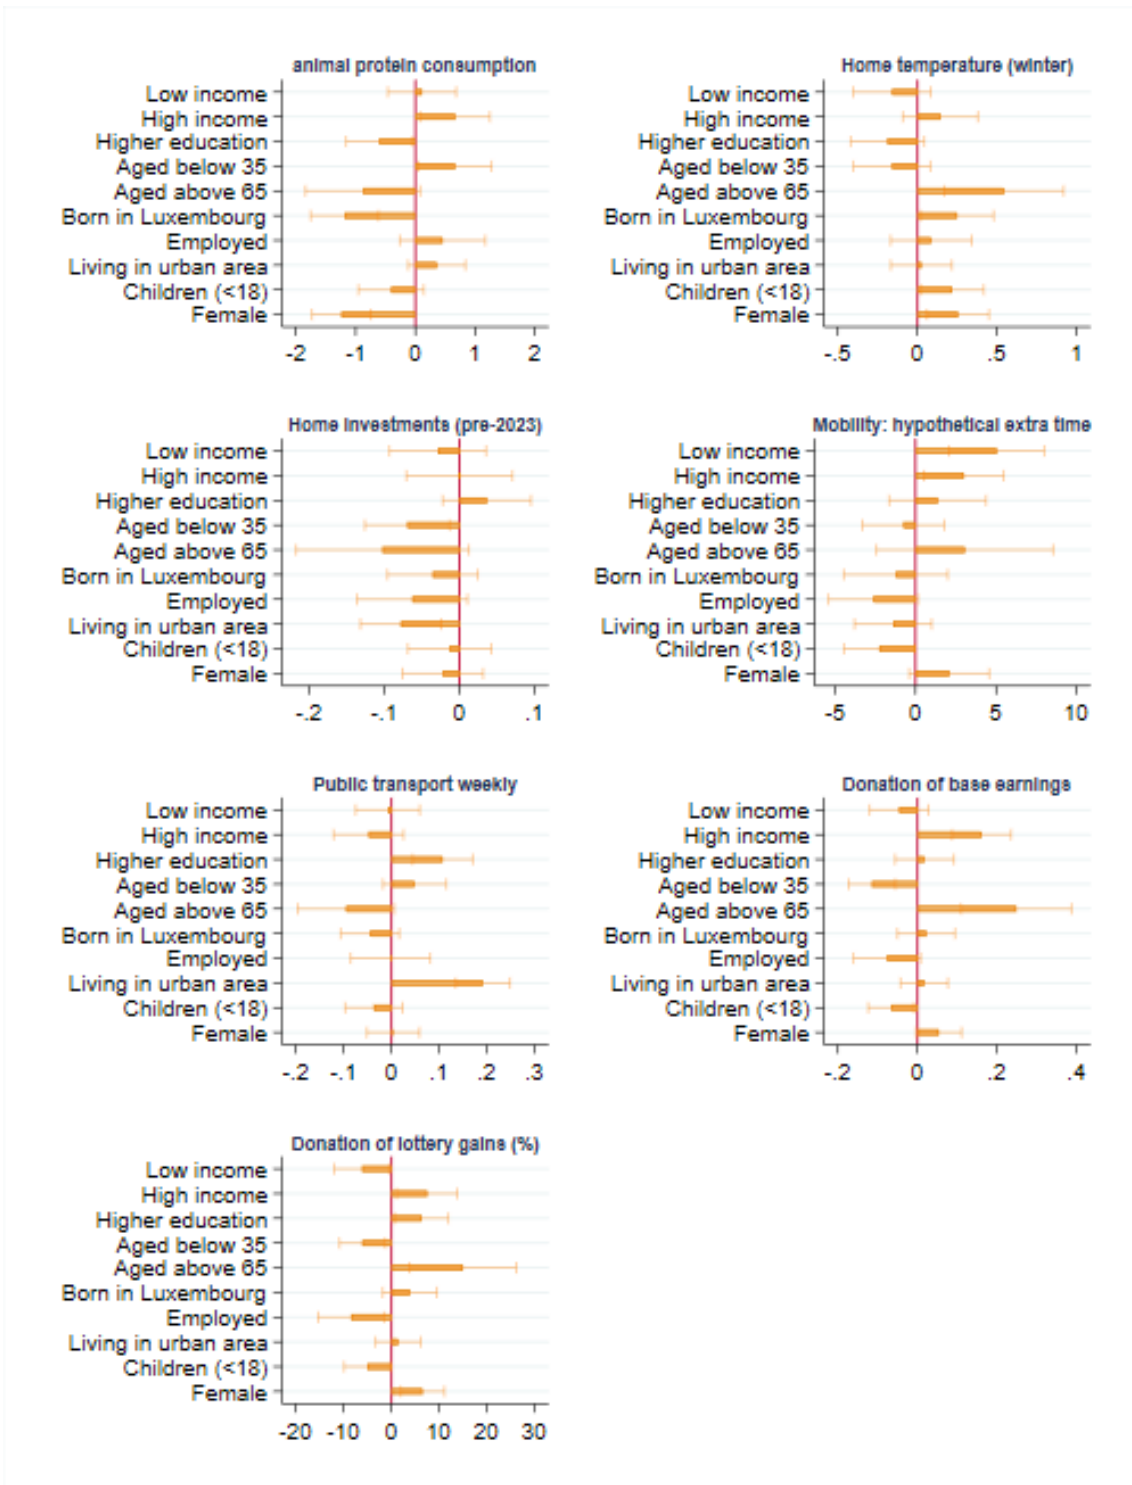 animal protein consumption
Low income
High income
Higher education
Aged below 35
Aged above 65
Born in Luxembourg
Employed
Living in urban area
Children (<18)
Female
-2 -1 0 1 2
Home temperature (winter)
Low income
High income
Higher education
Aged below 35
Aged above 65
Born in Luxembourg
Employed
Living in urban area
Children (<18)
Female
-.5 0 .5 1
Home investments (pre-2023)
Low income
High income
Higher education
Aged below 35
Aged above 65
Born in Luxembourg
Employed
Living in urban area
Children (<18)
Female
-.2 -.1 0 .1
Mobility: hypothetical extra time
Low income
High income
Higher education
Aged below 35
Aged above 65
Born in Luxembourg
Employed
Living in urban area
Children (<18)
Female
-5 0 5 10
Public transport weekly
Low income
High income
Higher education
Aged below 35
Aged above 65
Born in Luxembourg
Employed
Living in urban area
Children (<18)
Female
-.2 -.1 0 .1 .2 .3
Donation of base earnings
Low income
High income
Higher education
Aged below 35
Aged above 65
Born in Luxembourg
Employed
Living in urban area
Children (<18)
Female
-.2 0 .2 .4
Donation of lottery gains (%)
Low income
High income
Higher education
Aged below 35
Aged above 65
Born in Luxembourg
Employed
Living in urban area
Children (<18)
Female
-20 -10 0 10 20 30